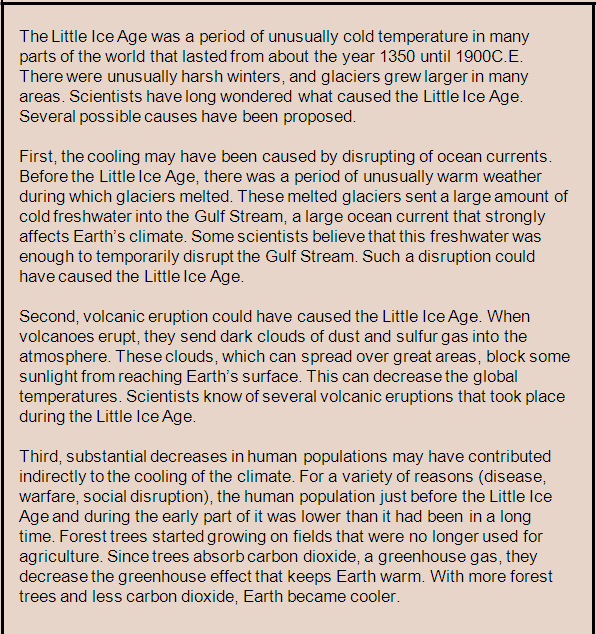 The Little Ice Age was a period of unusually cold temperature in many
parts of the world that lasted from about the year 1350 until 1900C.E.
There were unusually harsh winters, and glaciers grew larger in many
areas. Scientists have long wondered what caused the Little Ice Age.
Several possible causes have been proposed.
First, the cooling may have been caused by disrupting of ocean currents.
Before the Little Ice Age, there was a period of unusually warm weather
during which glaciers melted. These melted glaciers sent a large amount of
cold freshwater into the Gulf Stream, a large ocean current that strongly
affects Earth's climate. Some scientists believe that this freshwater was
enough to temporarily disrupt the Gulf Stream. Such a disruption could
have caused the Little Ice Age.
Second, volcanic eruption could have caused the Little Ice Age. When
volcanoes erupt, they send dark clouds of dust and sulfur gas into the
atmosphere. These clouds, which can spread over great areas, block some
sunlight from reaching Earth's surface. This can decrease the global
temperatures. Scientists know of several volcanic eruptions that took place
during the Little Ice Age.
Third, substantial decreases in human populations may have contributed
indirectly to the cooling of the climate. For a variety of reasons (disease,
warfare, social disruption), the human population just before the Little Ice
Age and during the early part of it was lower than it had been in a long
time. Forest trees started growing on fields that were no longer used for
agriculture. Since trees absorb carbon dioxide, a greenhouse gas, they
decrease the greenhouse effect that keeps Earth warm. With more forest
trees and less carbon dioxide, Earth became cooler.